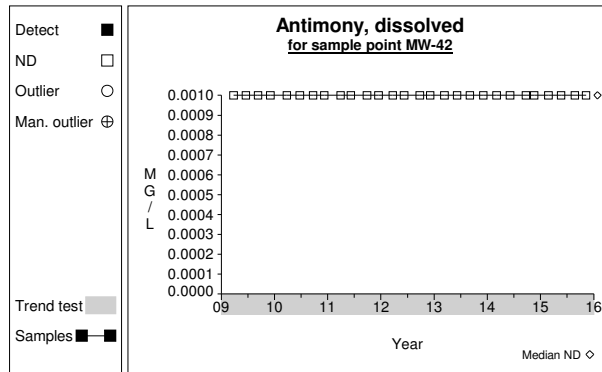 Detect
ND
Outlier
Man. outlier
Trend test
Samples
Antimony, dissolved
for sample point MW-42
0.0010
0.0009
0.0008
0.0007
0.0006
0.0005
0.0004
0.0003
0.0002
0.0001
0.0000
M
G
/
L
09 10 11 12 13 14 15 16
Year
Median ND